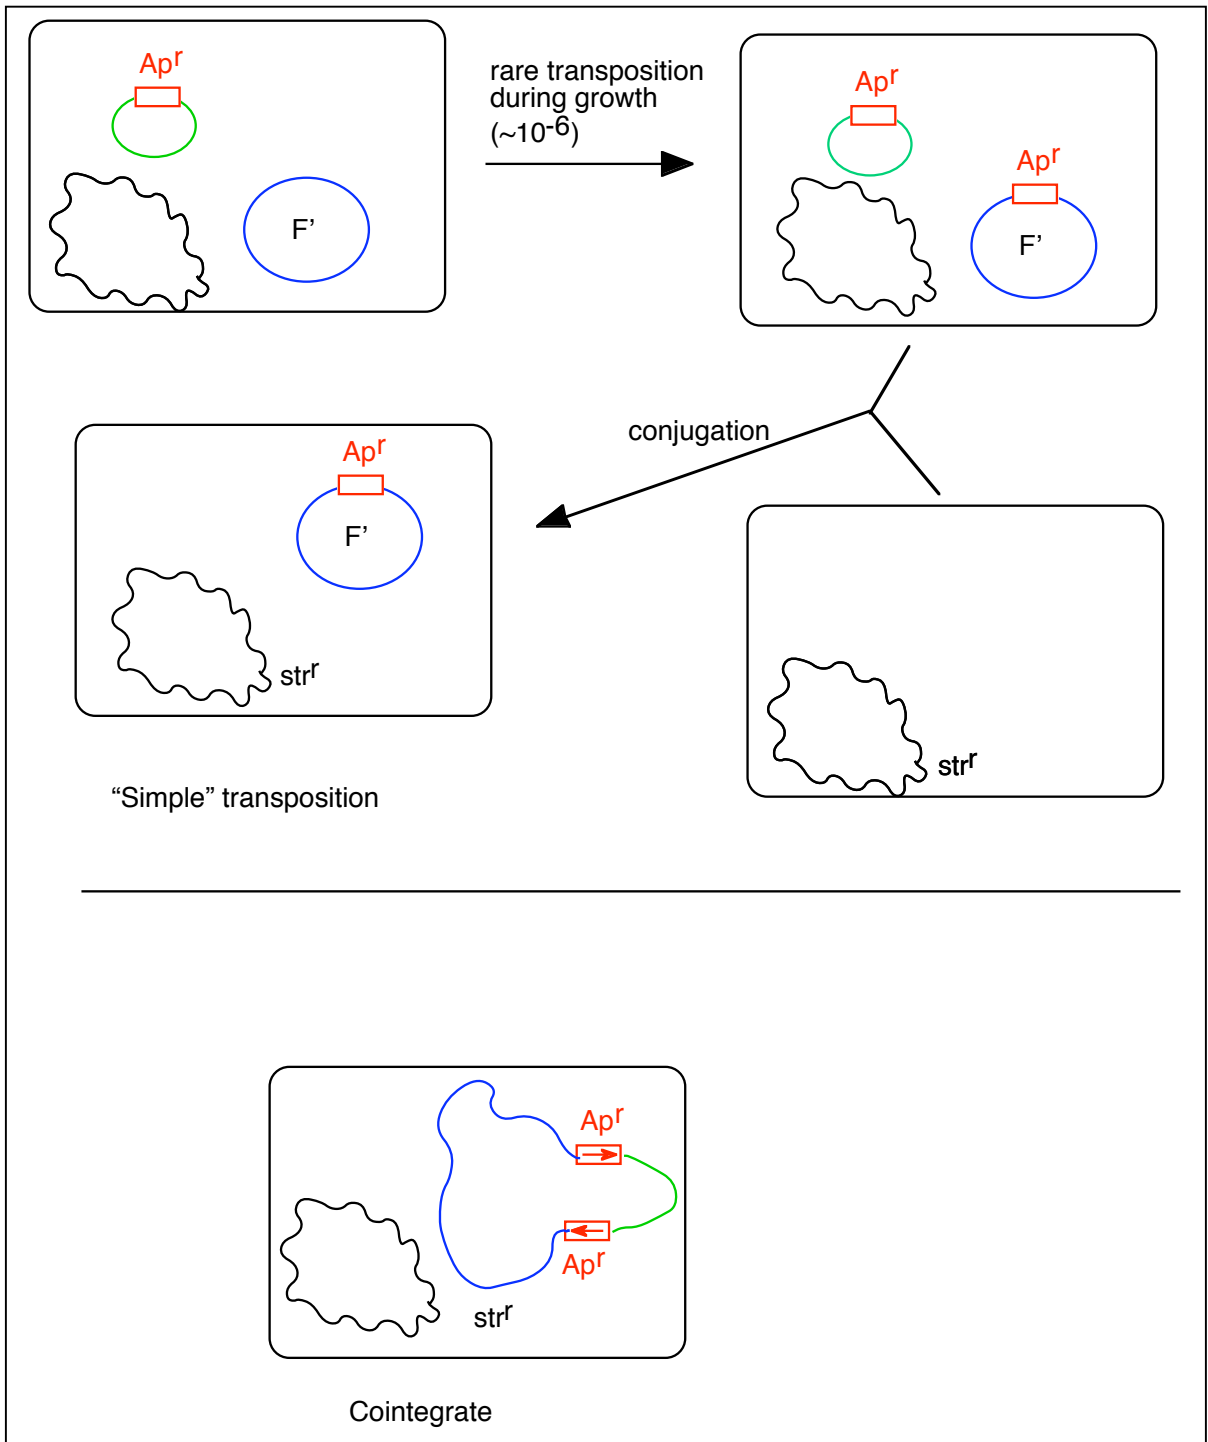 Apr
rare transposition
during growth
(~10-6)
F’
Apr
Apr
F’
conjugation
Apr
F’
strr
strr
“Simple” transposition
Apr
Apr
strr
Cointegrate